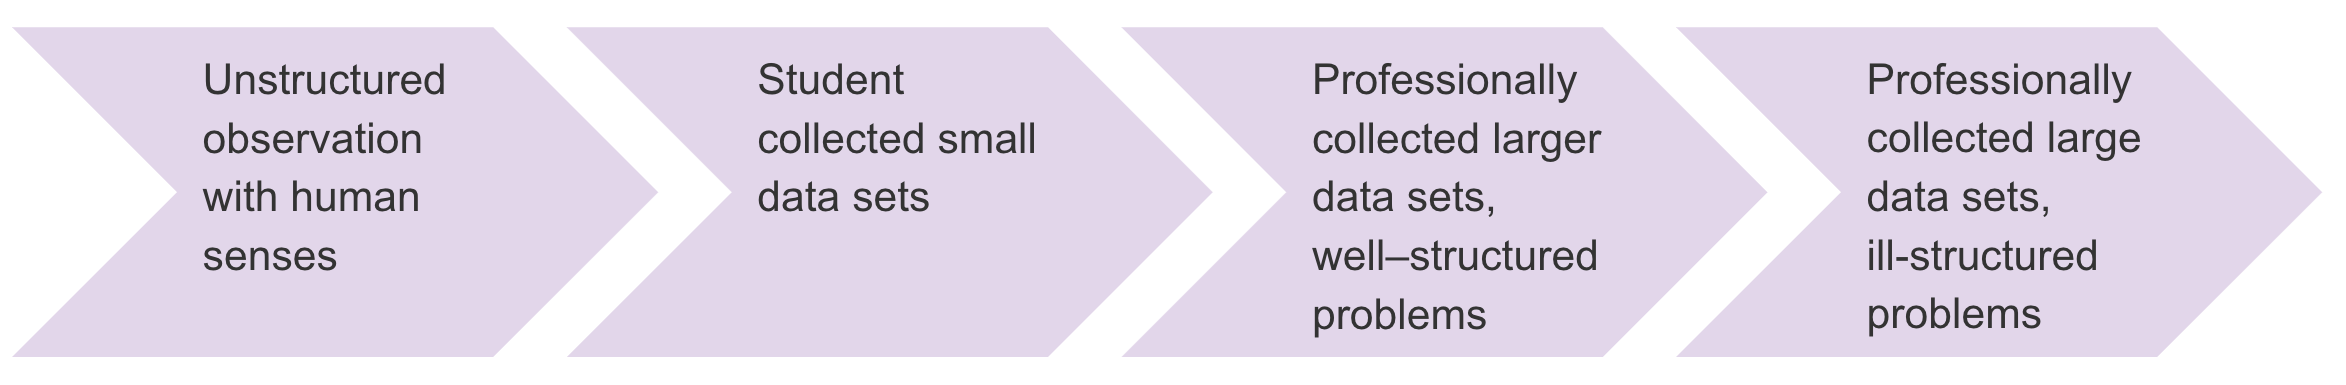 Unstructured
observation
with human
senses
Student
collected small
data sets
Professionally
collected larger
data sets,
well–structured
problems
Professionally
collected large
data sets,
ill-structured
problems